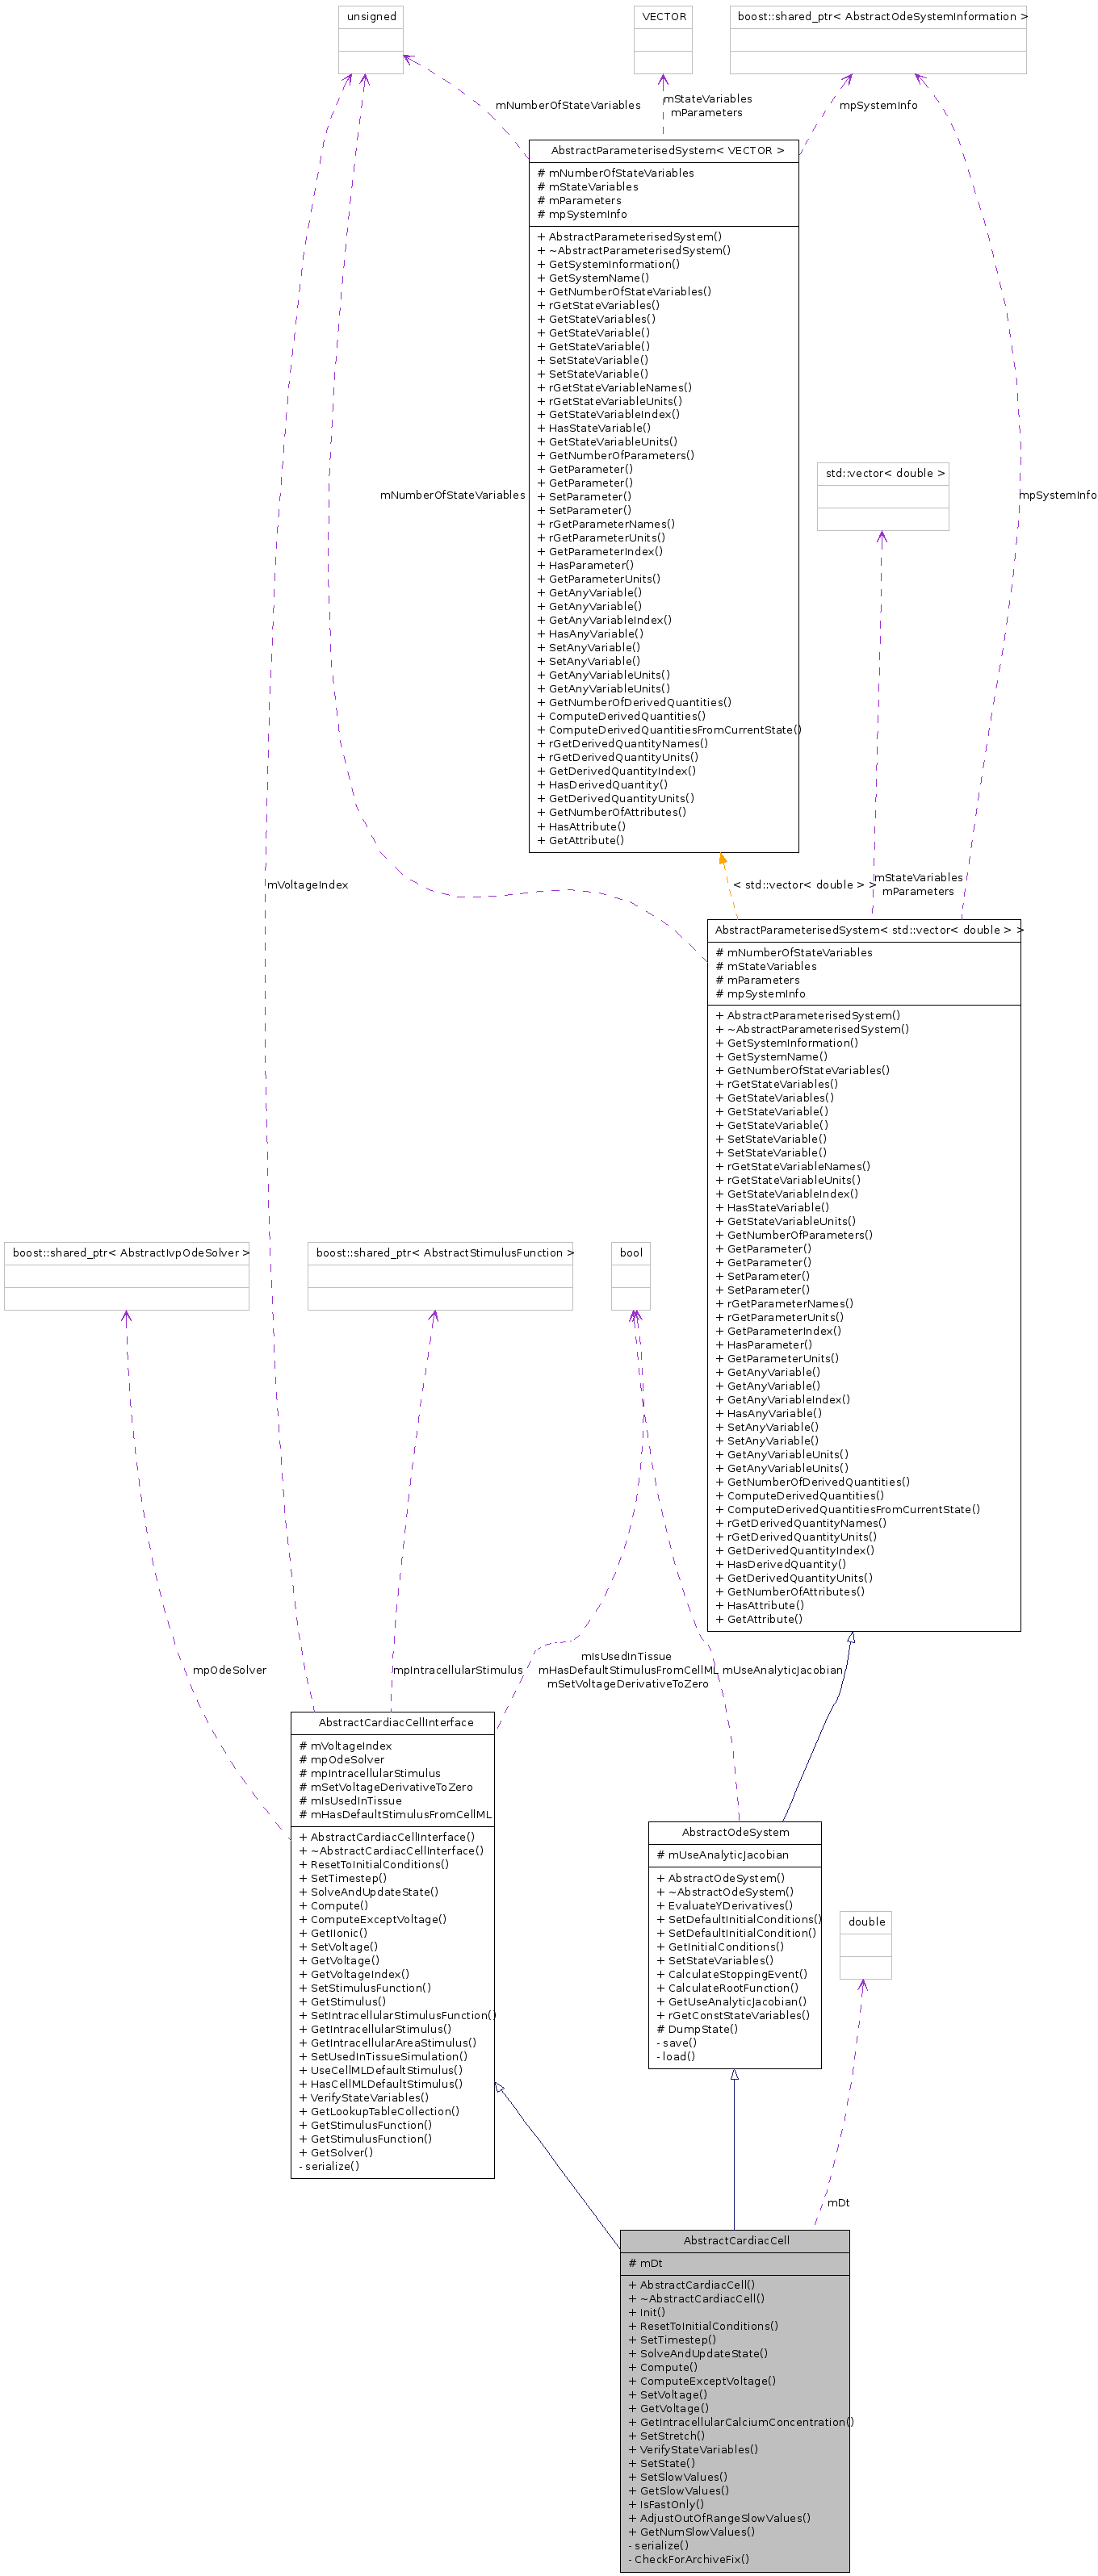 unsigned
VECTOR
boost::shared_ptr< AbstractOdeSystemInformation >
mNumberOfStateVariables
mStateVariables
mParameters
mpSystemInfo
AbstractParameterisedSystem< VECTOR >
# mNumberOfStateVariables
# mStateVariables
# mParameters
# mpSystemInfo
+ AbstractParameterisedSystem()
+ ~AbstractParameterisedSystem()
+ GetSystemInformation()
+ GetSystemName()
+ GetNumberOfStateVariables()
+ rGetStateVariables()
+ GetStateVariables()
+ GetStateVariable()
+ GetStateVariable()
+ SetStateVariable()
+ SetStateVariable()
+ rGetStateVariableNames()
+ rGetStateVariableUnits()
+ GetStateVariableIndex()
+ HasStateVariable()
+ GetStateVariableUnits()
+ GetNumberOfParameters()
+ GetParameter()
+ GetParameter()
+ SetParameter()
+ SetParameter()
+ rGetParameterNames()
+ rGetParameterUnits()
+ GetParameterIndex()
+ HasParameter()
+ GetParameterUnits()
+ GetAnyVariable()
+ GetAnyVariable()
+ GetAnyVariableIndex()
+ HasAnyVariable()
+ SetAnyVariable()
+ SetAnyVariable()
+ GetAnyVariableUnits()
+ GetAnyVariableUnits()
+ GetNumberOfDerivedQuantities()
+ ComputeDerivedQuantities()
+ ComputeDerivedQuantitiesFromCurrentState()
+ rGetDerivedQuantityNames()
+ rGetDerivedQuantityUnits()
+ GetDerivedQuantityIndex()
+ HasDerivedQuantity()
+ GetDerivedQuantityUnits()
+ GetNumberOfAttributes()
+ HasAttribute()
+ GetAttribute()
std::vector< double >
mNumberOfStateVariables
mpSystemInfo
mVoltageIndex
< std::vector< double > >
mStateVariables
mParameters
AbstractParameterisedSystem< std::vector< double > >
# mNumberOfStateVariables
# mStateVariables
# mParameters
# mpSystemInfo
+ AbstractParameterisedSystem()
+ ~AbstractParameterisedSystem()
+ GetSystemInformation()
+ GetSystemName()
+ GetNumberOfStateVariables()
+ rGetStateVariables()
+ GetStateVariables()
+ GetStateVariable()
+ GetStateVariable()
+ SetStateVariable()
+ SetStateVariable()
+ rGetStateVariableNames()
+ rGetStateVariableUnits()
+ GetStateVariableIndex()
+ HasStateVariable()
+ GetStateVariableUnits()
+ GetNumberOfParameters()
+ GetParameter()
+ GetParameter()
+ SetParameter()
+ SetParameter()
+ rGetParameterNames()
+ rGetParameterUnits()
+ GetParameterIndex()
+ HasParameter()
+ GetParameterUnits()
+ GetAnyVariable()
+ GetAnyVariable()
+ GetAnyVariableIndex()
+ HasAnyVariable()
+ SetAnyVariable()
+ SetAnyVariable()
+ GetAnyVariableUnits()
+ GetAnyVariableUnits()
+ GetNumberOfDerivedQuantities()
+ ComputeDerivedQuantities()
+ ComputeDerivedQuantitiesFromCurrentState()
+ rGetDerivedQuantityNames()
+ rGetDerivedQuantityUnits()
+ GetDerivedQuantityIndex()
+ HasDerivedQuantity()
+ GetDerivedQuantityUnits()
+ GetNumberOfAttributes()
+ HasAttribute()
+ GetAttribute()
boost::shared_ptr< AbstractIvpOdeSolver >
boost::shared_ptr< AbstractStimulusFunction >
bool
mpOdeSolver
mpIntracellularStimulus
mIsUsedInTissue
mHasDefaultStimulusFromCellML
mSetVoltageDerivativeToZero
mUseAnalyticJacobian
AbstractCardiacCellInterface
# mVoltageIndex
# mpOdeSolver
# mpIntracellularStimulus
# mSetVoltageDerivativeToZero
# mIsUsedInTissue
# mHasDefaultStimulusFromCellML
+ AbstractCardiacCellInterface()
+ ~AbstractCardiacCellInterface()
+ ResetToInitialConditions()
+ SetTimestep()
+ SolveAndUpdateState()
+ Compute()
+ ComputeExceptVoltage()
+ GetIIonic()
+ SetVoltage()
+ GetVoltage()
+ GetVoltageIndex()
+ SetStimulusFunction()
+ GetStimulus()
+ SetIntracellularStimulusFunction()
+ GetIntracellularStimulus()
+ GetIntracellularAreaStimulus()
+ SetUsedInTissueSimulation()
+ UseCellMLDefaultStimulus()
+ HasCellMLDefaultStimulus()
+ VerifyStateVariables()
+ GetLookupTableCollection()
+ GetStimulusFunction()
+ GetStimulusFunction()
+ GetSolver()
- serialize()
AbstractOdeSystem
# mUseAnalyticJacobian
+ AbstractOdeSystem()
+ ~AbstractOdeSystem()
+ EvaluateYDerivatives()
+ SetDefaultInitialConditions()
+ SetDefaultInitialCondition()
+ GetInitialConditions()
+ SetStateVariables()
+ CalculateStoppingEvent()
+ CalculateRootFunction()
+ GetUseAnalyticJacobian()
+ rGetConstStateVariables()
# DumpState()
- save()
- load()
double
mDt
AbstractCardiacCell
# mDt
+ AbstractCardiacCell()
+ ~AbstractCardiacCell()
+ Init()
+ ResetToInitialConditions()
+ SetTimestep()
+ SolveAndUpdateState()
+ Compute()
+ ComputeExceptVoltage()
+ SetVoltage()
+ GetVoltage()
+ GetIntracellularCalciumConcentration()
+ SetStretch()
+ VerifyStateVariables()
+ SetState()
+ SetSlowValues()
+ GetSlowValues()
+ IsFastOnly()
+ AdjustOutOfRangeSlowValues()
+ GetNumSlowValues()
- serialize()
- CheckForArchiveFix()